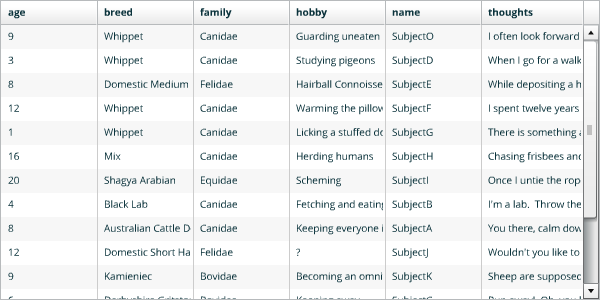 age breed family hobby name thoughts
9 Whippet Canidae Guarding uneaten SubjectO I often look forward
3 Whippet Canidae Studying pigeons SubjectD When I go for a walk
8 Domestic Medium Felidae Hairball Connoisse SubjectE While depositing a h
12 Whippet Canidae Warming the pillow SubjectF I spent twelve years
1 Whippet Canidae Licking a stuffed do SubjectG There is something a
16 Mix Canidae Herding humans SubjectH Chasing frisbees and
20 Shagya Arabian Equidae Scheming SubjectI Once I untie the rop
4 Black Lab Canidae Fetching and eating SubjectB I'm a lab. Throw the
8 Australian Cattle D Canidae Keeping everyone i SubjectA You there, calm dow
12 Domestic Short Ha Felidae ? SubjectJ Wouldn't you like to
9 Kamieniec Bovidae Becoming an omni SubjectK Sheep are supposed